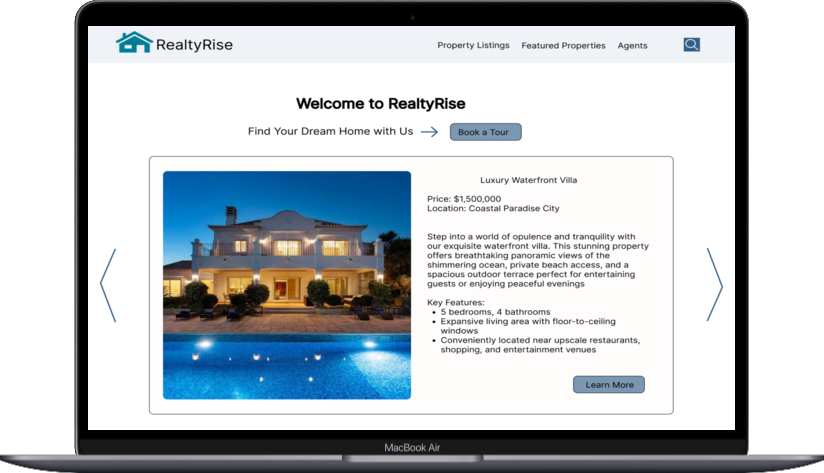 RealtyRise
Property Listings Featured Properties Agents
Welcome to RealtyRise
Find Your Dream Home with Us
Book a Tour
Luxury Waterfront Villa
Price: $1,500,000
Location: Coastal Paradise City
Step into a world of opulence and tranquility with
our exquisite waterfront villa. This stunning property
offers breathtaking panoramic views of the
shimmering ocean, private beach access, and a
spacious outdoor terrace perfect for entertaining
guests or enjoying peaceful evenings
Key Features:
• 5 bedrooms, 4 bathrooms
• Expansive living area with floor-to-ceiling
windows
• Conveniently located near upscale restaurants,
shopping, and entertainment venues
Learn More
MacBook Air